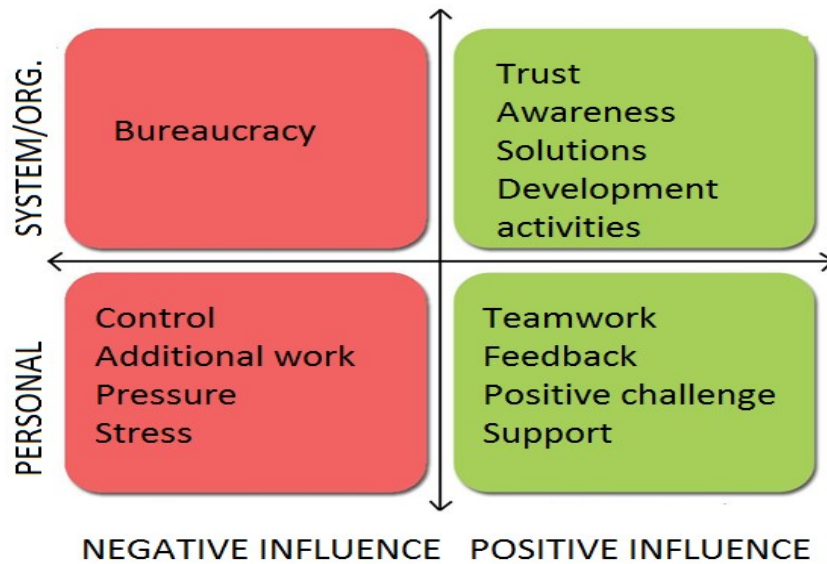 SYSTEM/ORG.
Bureaucracy
Trust
Awareness
Solutions
Development
activities
PERSONAL
Control
Additional work
Pressure
Stress
Teamwork
Feedback
Positive challenge
Support
NEGATIVE INFLUENCE
POSITIVE INFLUENCE